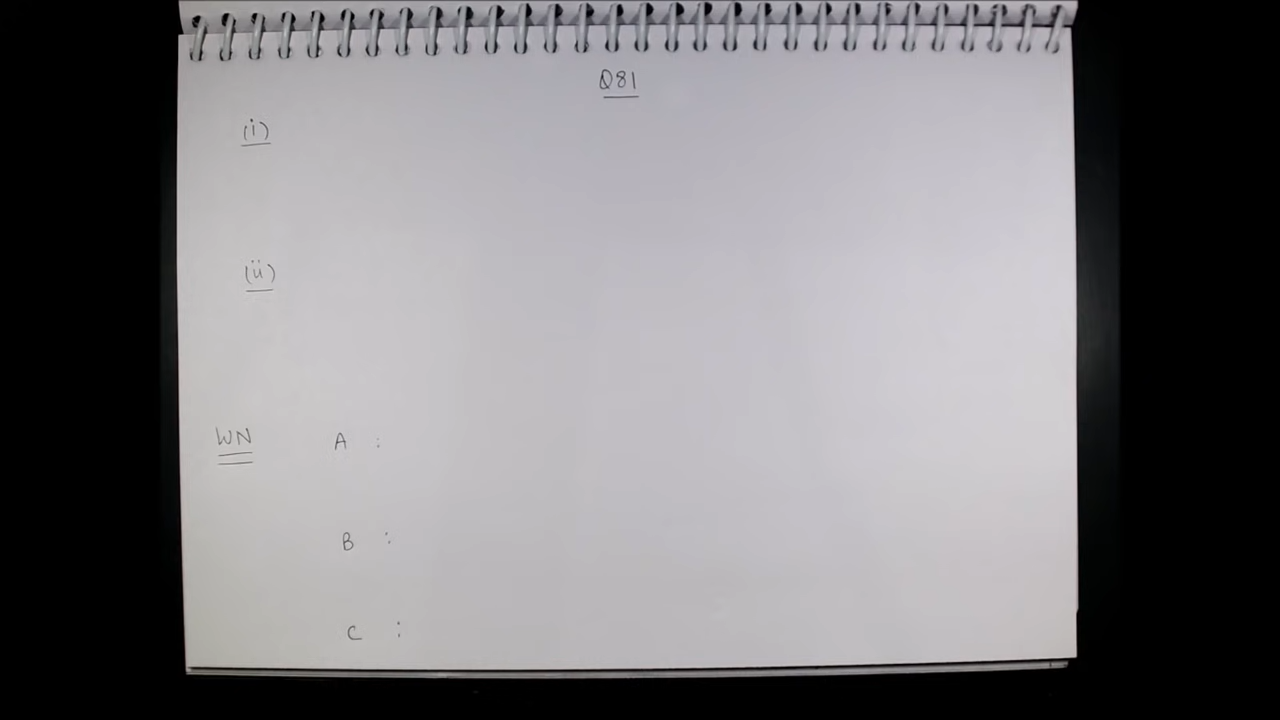 Q81
(i)
(ii)
WN A :
B :
C :